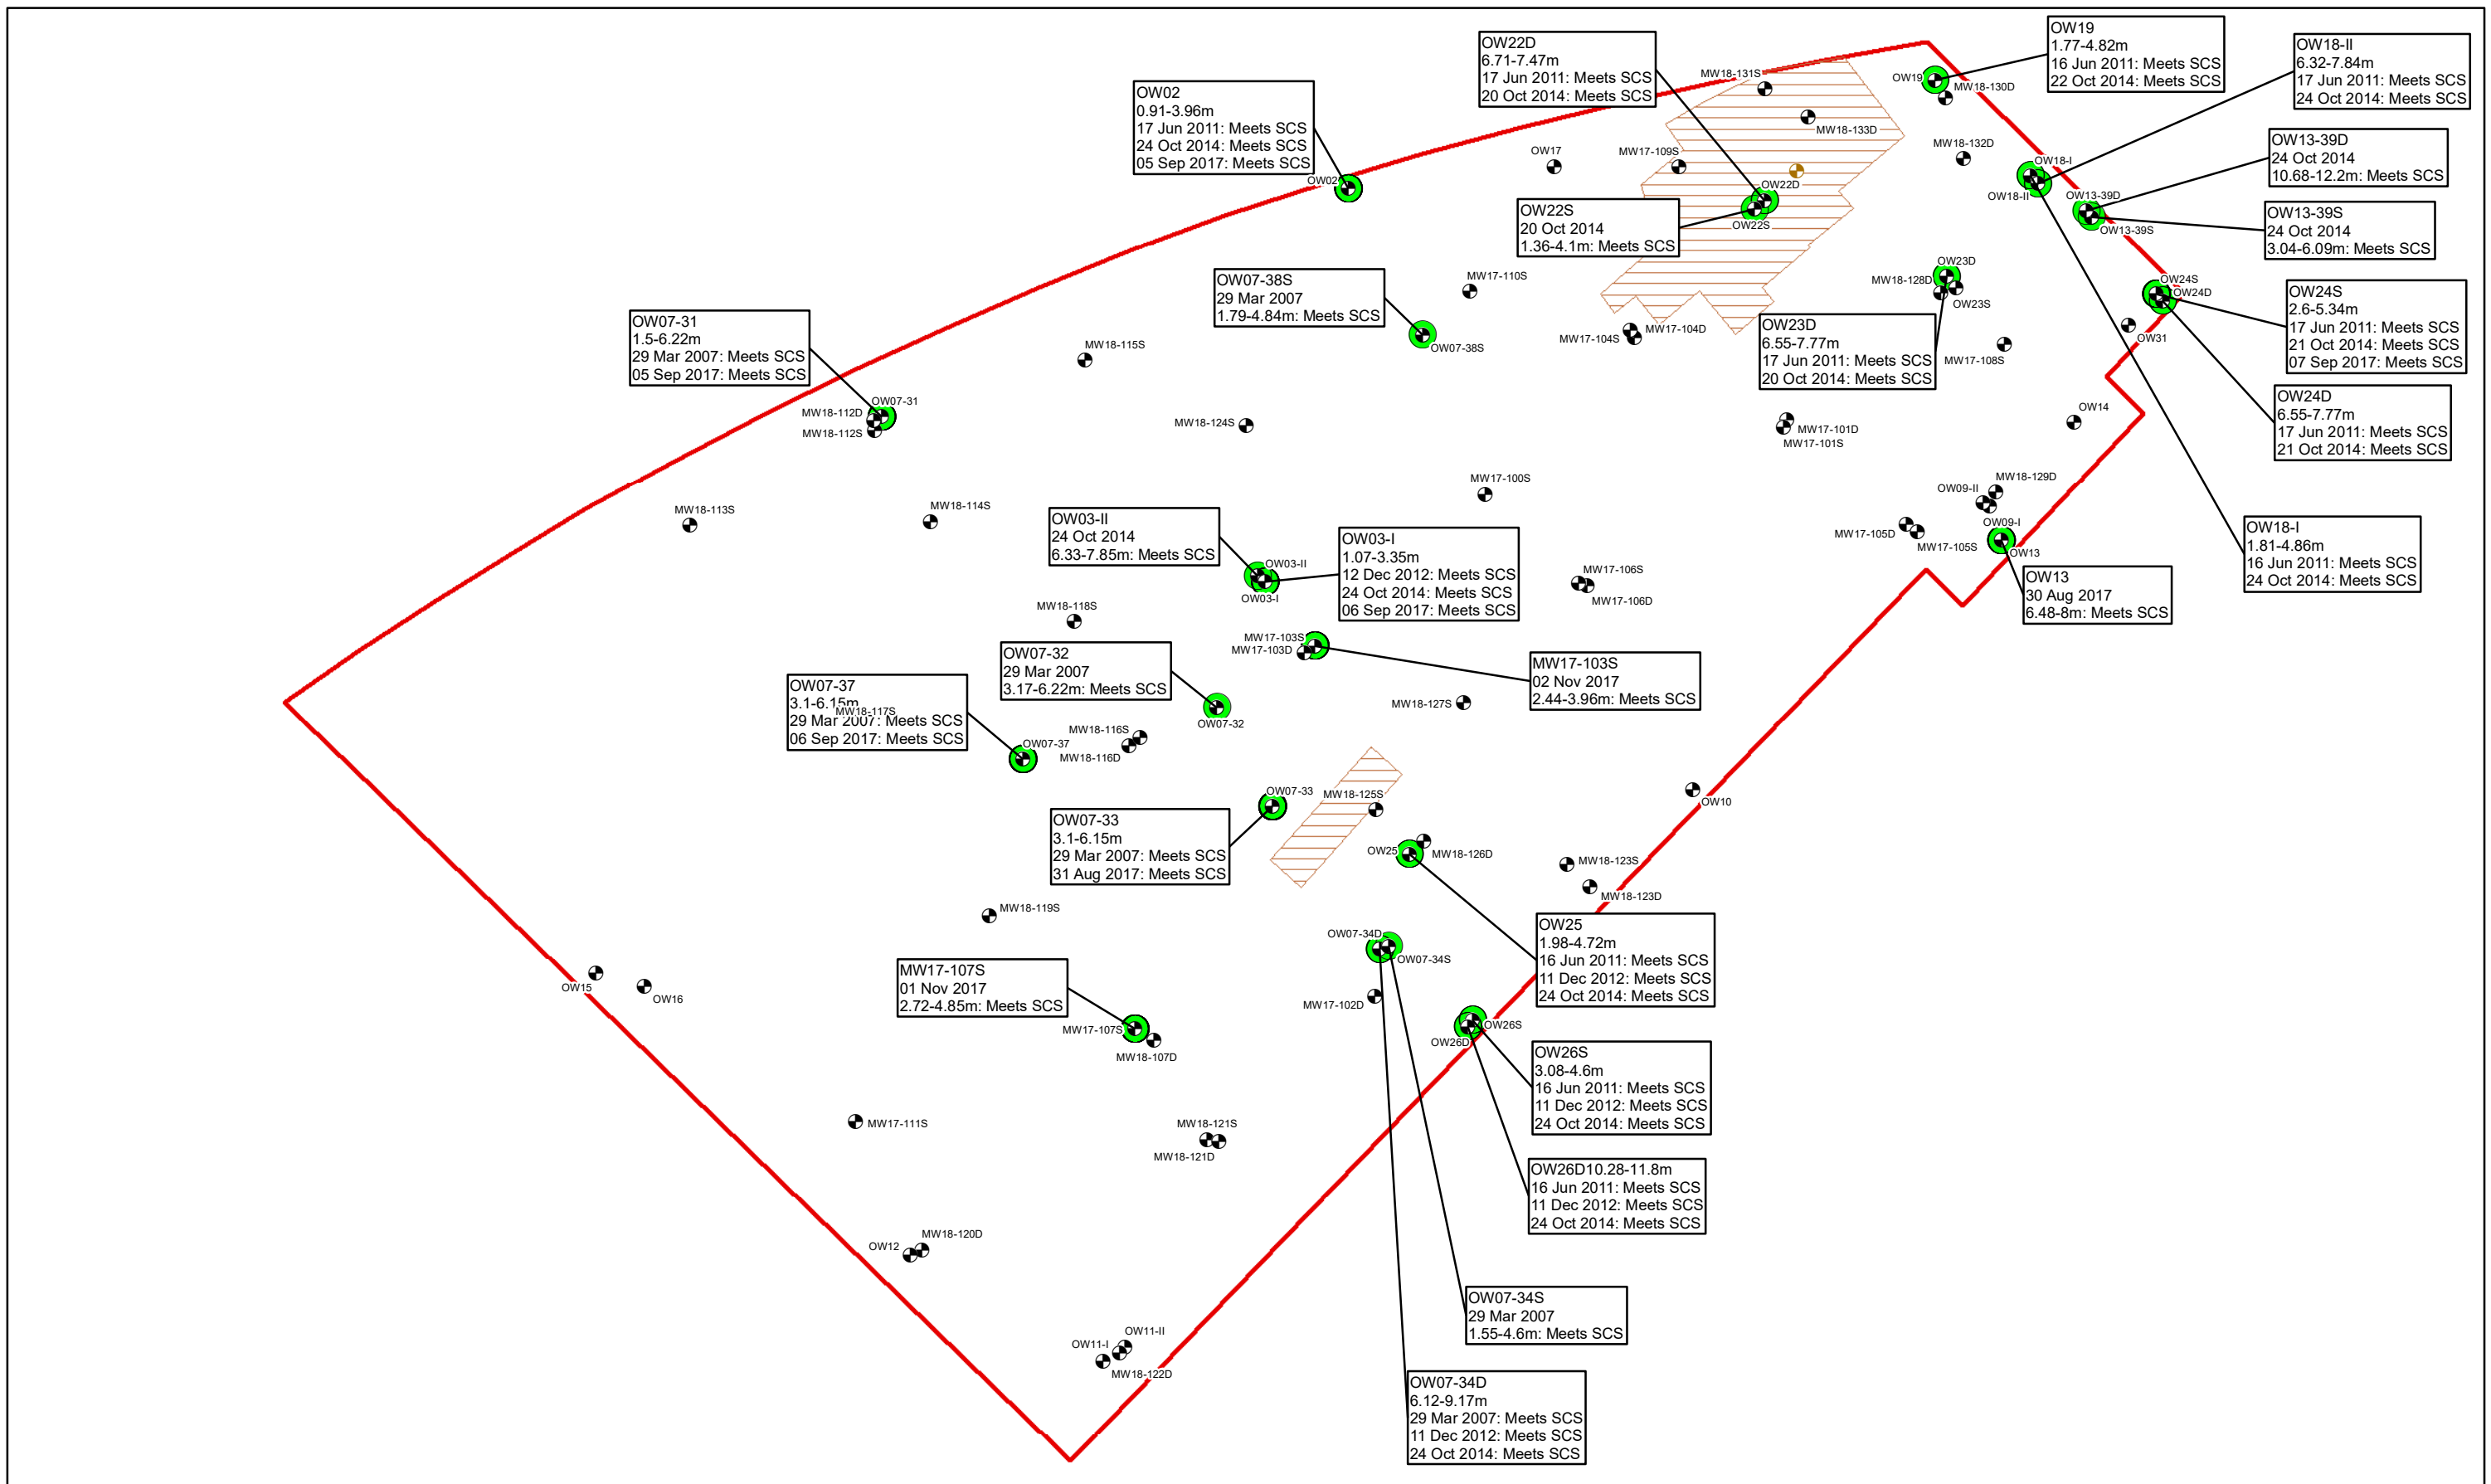 OW19
1.77-4.82m
16 Jun 2011: Meets SCS
22 Oct 2014: Meets SCS
OW22D
6.71-7.47m
17 Jun 2011: Meets SCS
20 Oct 2014: Meets SCS
OW18-II
6.32-7.84m
17 Jun 2011: Meets SCS
24 Oct 2014: Meets SCS
OW02
0.91-3.96m
17 Jun 2011: Meets SCS
24 Oct 2014: Meets SCS
05 Sep 2017: Meets SCS
MW18-131S
OW19
MW18-130D
MW18-133D
OW13-39D
24 Oct 2014
10.68-12.2m: Meets SCS
OW17
MW17-109S
MW18-132D
OW18-I
OW02
OW22D
OW18-II
OW13-39D
OW22S
20 Oct 2014
1.36-4.1m: Meets SCS
OW22S
OW13-39S
OW13-39S
24 Oct 2014
3.04-6.09m: Meets SCS
OW07-38S
29 Mar 2007
1.79-4.84m: Meets SCS
MW17-110S
OW23D
MW18-128D
OW23S
OW24S
OW24D
OW24S
2.6-5.34m
17 Jun 2011: Meets SCS
21 Oct 2014: Meets SCS
07 Sep 2017: Meets SCS
OW07-31
1.5-6.22m
29 Mar 2007: Meets SCS
05 Sep 2017: Meets SCS
OW07-38S
MW17-104S
MW17-104D
OW23D
6.55-7.77m
17 Jun 2011: Meets SCS
20 Oct 2014: Meets SCS
MW17-108S
OW31
MW18-115S
OW24D
6.55-7.77m
17 Jun 2011: Meets SCS
21 Oct 2014: Meets SCS
OW07-31
MW18-112D
MW18-112S
MW18-124S
MW17-101D
MW17-101S
OW14
MW17-100S
MW18-129D
OW09-II
OW09-I
MW18-113S
MW18-114S
OW03-II
24 Oct 2014
6.33-7.85m: Meets SCS
OW03-I
1.07-3.35m
12 Dec 2012: Meets SCS
24 Oct 2014: Meets SCS
06 Sep 2017: Meets SCS
MW17-105D
MW17-105S
OW13
OW18-I
1.81-4.86m
16 Jun 2011: Meets SCS
24 Oct 2014: Meets SCS
OW03-II
OW03-I
MW17-106S
MW17-106D
OW13
30 Aug 2017
6.48-8m: Meets SCS
MW18-118S
MW17-103S
MW17-103D
OW07-32
29 Mar 2007
3.17-6.22m: Meets SCS
MW17-103S
02 Nov 2017
2.44-3.96m: Meets SCS
OW07-37
3.1-6.15m
MW18-117S
29 Mar 2007: Meets SCS
06 Sep 2017: Meets SCS
MW18-127S
OW07-32
OW07-37
MW18-116S
MW18-116D
OW07-33
MW18-125S
OW10
OW07-33
3.1-6.15m
29 Mar 2007: Meets SCS
31 Aug 2017: Meets SCS
OW25
MW18-126D
MW18-123S
MW18-123D
MW18-119S
OW25
1.98-4.72m
16 Jun 2011: Meets SCS
11 Dec 2012: Meets SCS
24 Oct 2014: Meets SCS
OW07-34D
OW07-34S
OW15
OW16
MW17-107S
01 Nov 2017
2.72-4.85m: Meets SCS
MW17-102D
MW17-107S
MW18-107D
OW26S
OW26D
OW26S
3.08-4.6m
16 Jun 2011: Meets SCS
11 Dec 2012: Meets SCS
24 Oct 2014: Meets SCS
MW17-111S
MW18-121S
MW18-121D
OW26D10.28-11.8m
16 Jun 2011: Meets SCS
11 Dec 2012: Meets SCS
24 Oct 2014: Meets SCS
OW12
MW18-120D
OW07-34S
29 Mar 2007
1.55-4.6m: Meets SCS
OW11-II
OW11-I
MW18-122D
OW07-34D
6.12-9.17m
29 Mar 2007: Meets SCS
11 Dec 2012: Meets SCS
24 Oct 2014: Meets SCS